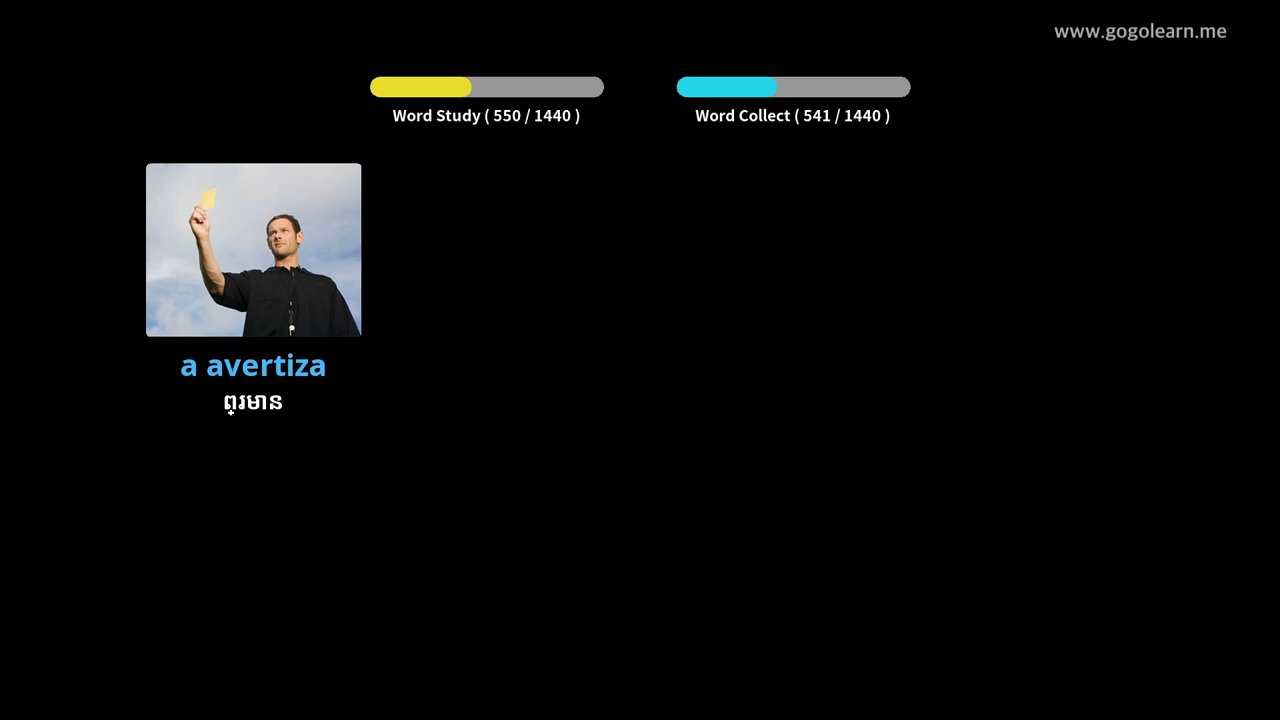 www.gogolearn.me
Word Study ( 550 / 1440 )
Word Collect ( 541 / 1440 )
a avertiza
ព្រមាន